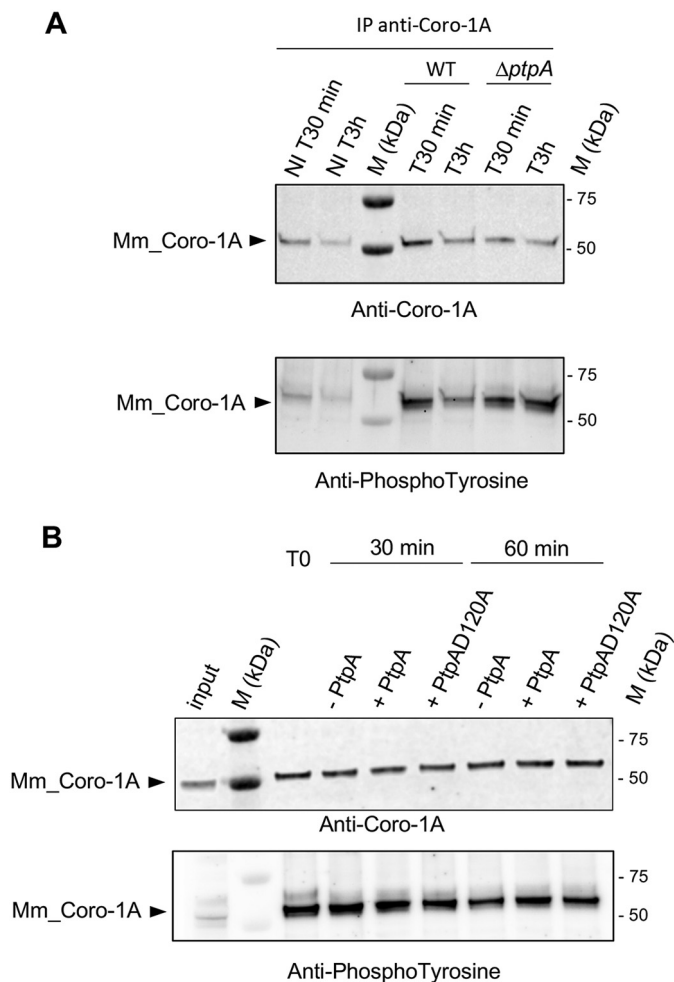 A
IP anti-Coro-1A
WT ΔptpA
NI T30 min NI T3h M (kDa) T30 min T3h T30 min T3h M (kDa)
- 75
Mm_Coro-1A
- 50
Anti-Coro-1A
- 75
Mm_Coro-1A
- 50
Anti-PhosphoTyrosine
B
T0 30 min 60 min
input M (kDa) - PtpA + PtpA + PtpAD120A - PtpA + PtpA + PtpAD120A M (kDa)
- 75
Mm_Coro-1A - 50
Anti-Coro-1A
- 75
Mm_Coro-1A - 50
Anti-PhosphoTyrosine